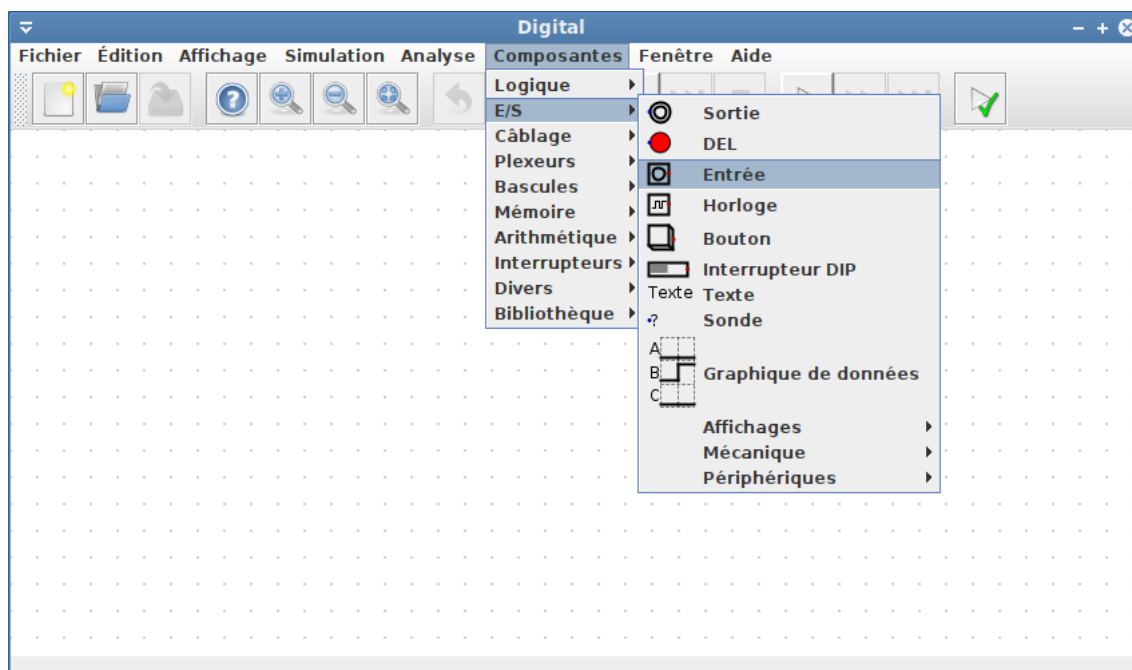 Digital
Fichier Édition Affichage Simulation Analyse Composantes Fenêtre Aide
Logique
E/S
Câblage
Plexeurs
Bascules
Mémoire
Arithmétique
Interrupteurs
Divers
Bibliothèque
Sortie
DEL
Entrée
Horloge
Bouton
Interrupteur DIP
Texte Texte
? Sonde
A
B Graphique de données
C
Affichages
Mécanique
Périphériques